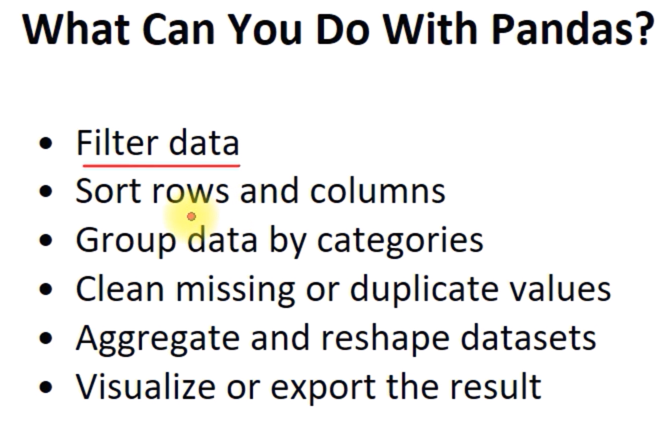 What Can You Do With Pandas?
• Filter data
• Sort rows and columns
• Group data by categories
• Clean missing or duplicate values
• Aggregate and reshape datasets
• Visualize or export the result